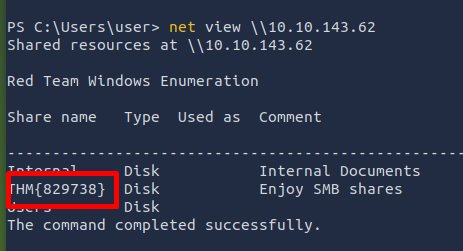 PS C:\Users\user> net view \\10.10.143.62
Shared resources at \\10.10.143.62
Red Team Windows Enumeration
Share name Type Used as Comment
-------------------------------------------------------
Internal Disk Internal Documents
THM{829738} Disk Enjoy SMB shares
Users Disk
The command completed successfully.